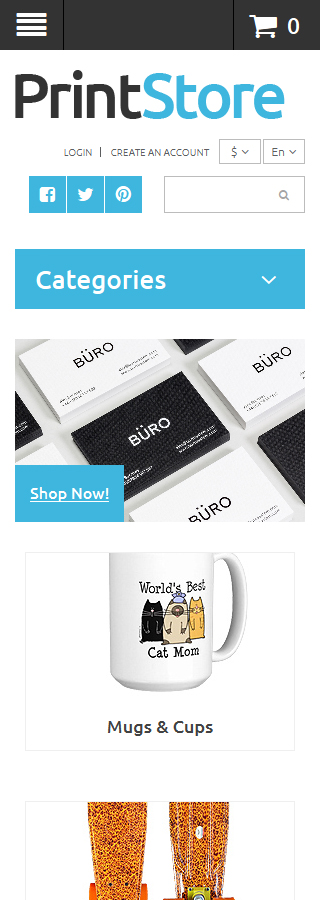 0
PrintStore
LOGIN | CREATE AN ACCOUNT $ En
Categories
BÜRO
BÜRO
BÜRO
BÜRO
Shop Now!
World's Best
Cat Mom
Mugs & Cups